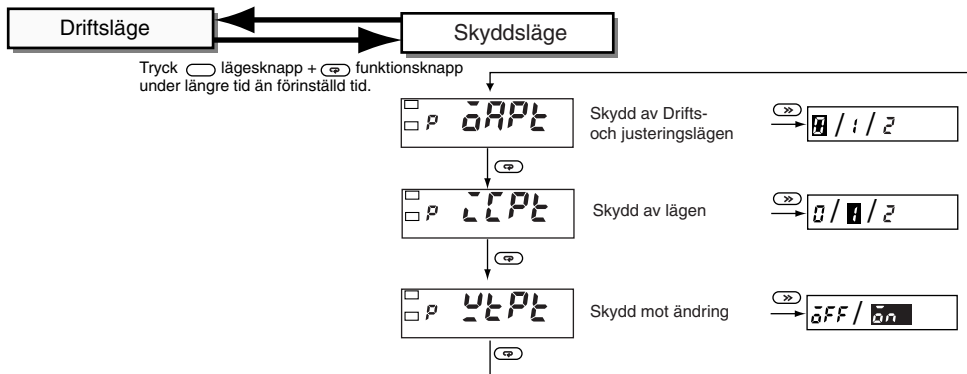 Driftsläge
Skyddsläge
Tryck lägesknapp + funktionsknapp
under längre tid än förinställd tid.
P oAPt
Skydd av Drifts-
och justeringslägen
0 / 1 / 2
P iCPt
Skydd av lägen
0 / 1 / 2
P WtPt
Skydd mot ändring
oFF / on